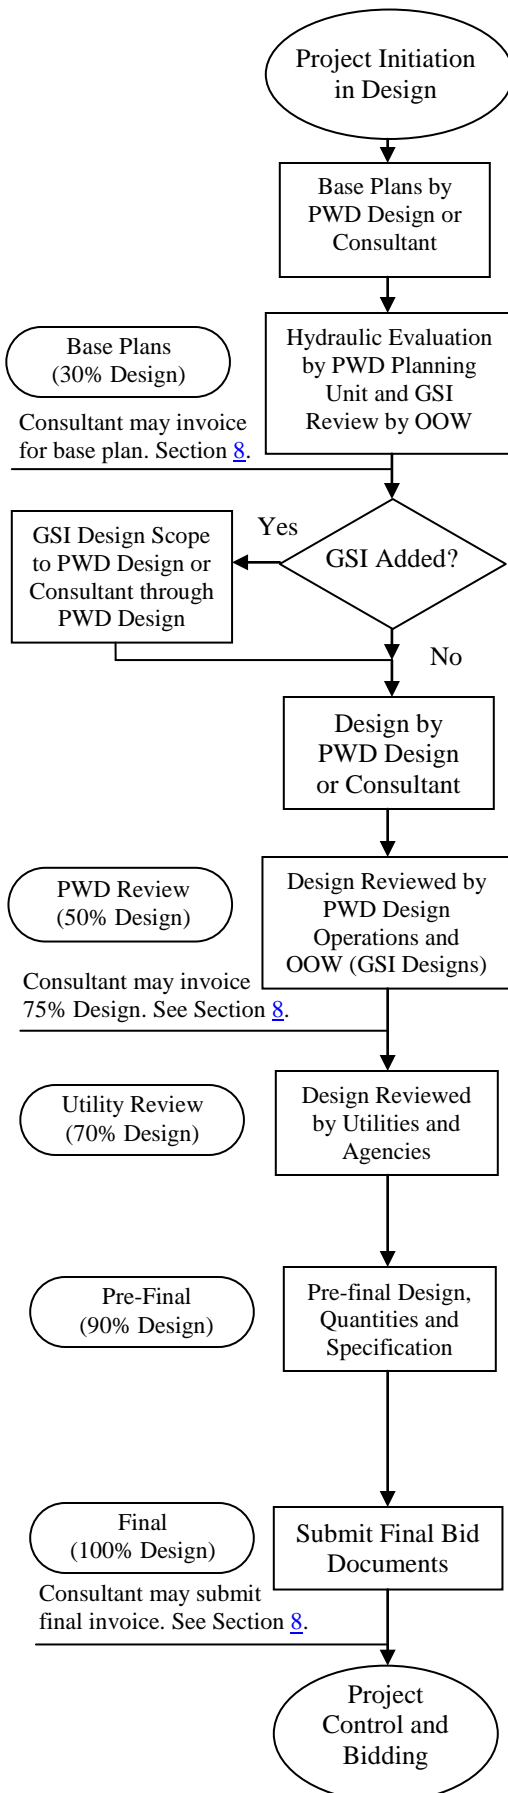 Project Initiation
in Design
Base Plans by
PWD Design or
Consultant
Base Plans
(30% Design)
Hydraulic Evaluation
by PWD Planning
Unit and GSI
Review by OOW
Consultant may invoice
for base plan. Section 8.
GSI Added?
Yes
GSI Design Scope
to PWD Design or
Consultant through
PWD Design
No
Design by
PWD Design
or Consultant
PWD Review
(50% Design)
Design Reviewed by
PWD Design
Operations and
OOW (GSI Designs)
Consultant may invoice
75% Design. See Section 8.
Utility Review
(70% Design)
Design Reviewed
by Utilities and
Agencies
Pre-Final
(90% Design)
Pre-final Design,
Quantities and
Specification
Final
(100% Design)
Submit Final Bid
Documents
Consultant may submit
final invoice. See Section 8.
Project
Control and
Bidding